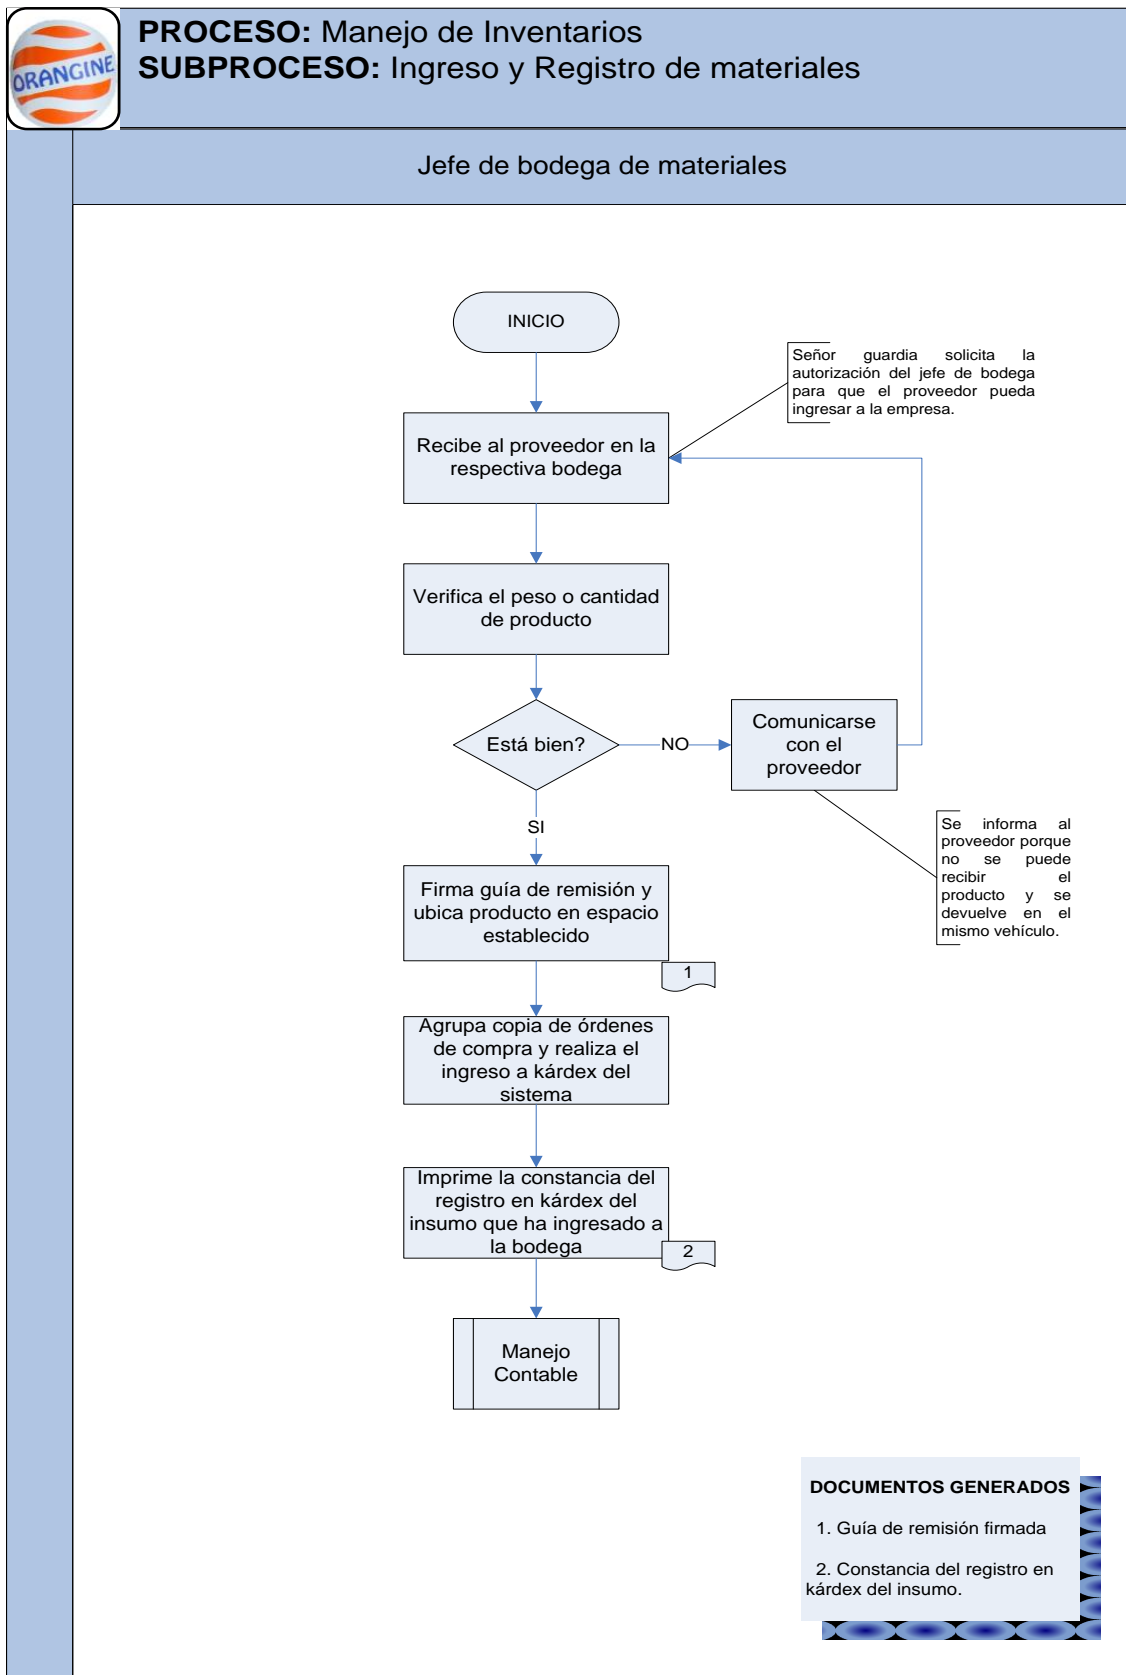 ORANGINE
PROCESO: Manejo de Inventarios
SUBPROCESO: Ingreso y Registro de materiales
Jefe de bodega de materiales
INICIO
Señor guardia solicita la
autorización del jefe de bodega
para que el proveedor pueda
ingresar a la empresa.
Recibe al proveedor en la
respectiva bodega
Verifica el peso o cantidad
de producto
Está bien?
NO
Comunicarse
con el
proveedor
SI
Se informa al
proveedor porque
no se puede
recibir el
producto y se
devuelve en el
mismo vehículo.
Firma guía de remisión y
ubica producto en espacio
establecido
1
Agrupa copia de órdenes
de compra y realiza el
ingreso a kárdex del
sistema
Imprime la constancia del
registro en kárdex del
insumo que ha ingresado a
la bodega
2
Manejo
Contable
DOCUMENTOS GENERADOS
1. Guía de remisión firmada
2. Constancia del registro en
kárdex del insumo.